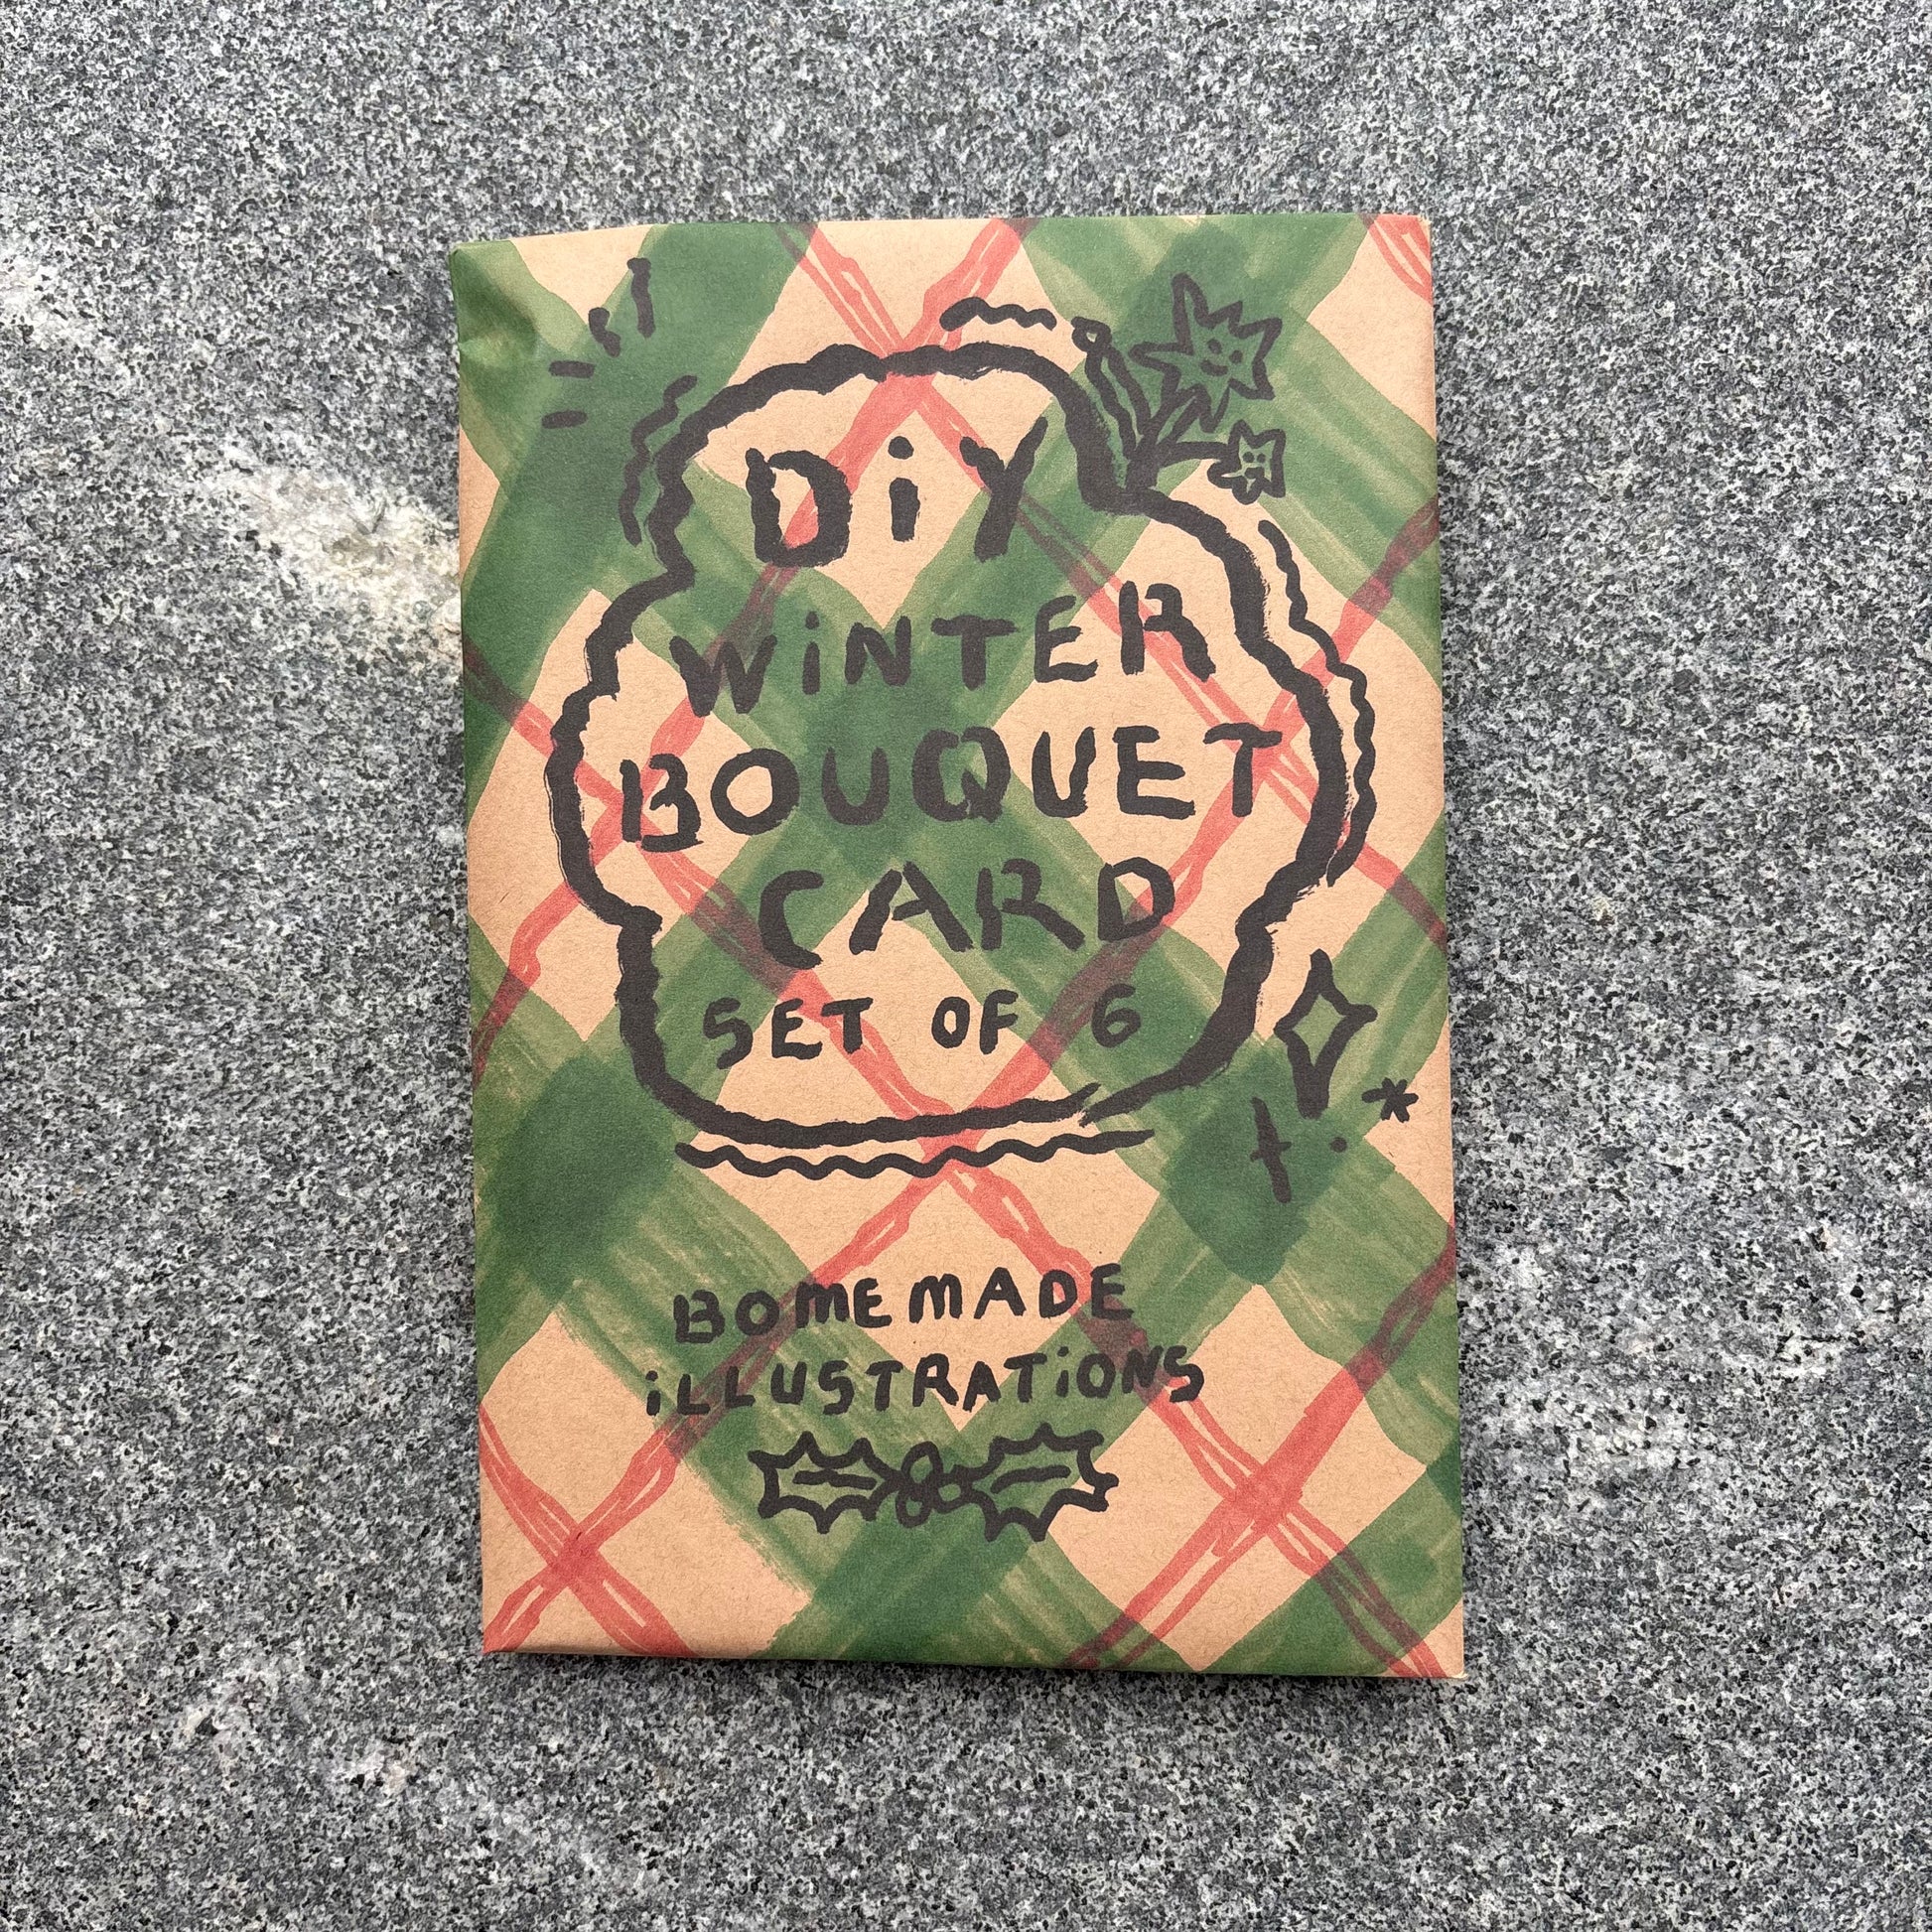 DiY
WiNTER
BOUQUET
CARD
SET OF 6
BOMEMADE
iLLUSTRATiONS